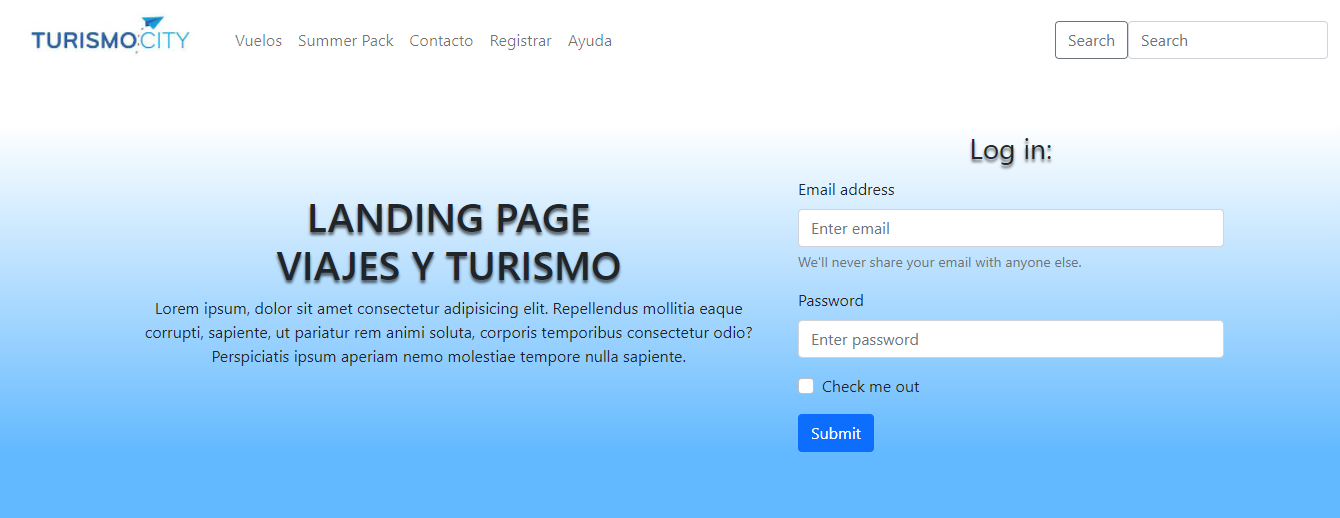 TURISMO CITY
Vuelos Summer Pack Contacto Registrar Ayuda
Search Search
LANDING PAGE
VIAJES Y TURISMO
Lorem ipsum, dolor sit amet consectetur adipisicing elit. Repellendus mollitia eaque
corrupti, sapiente, ut pariatur rem animi soluta, corporis temporibus consectetur odio?
Perspiciatis ipsum aperiam nemo molestiae tempore nulla sapiente.
Log in:
Email address
Enter email
We'll never share your email with anyone else.
Password
Enter password
Check me out
Submit